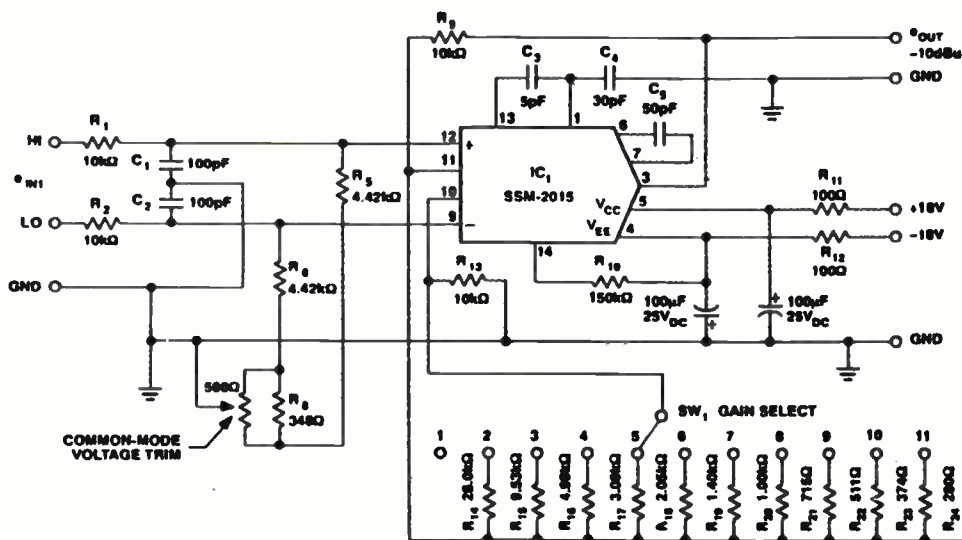 R9
10kΩ
eOUT
-10dBu
GND
C3
5pF
C4
30pF
C5
50pF
13
1
6
7
3
5
4
14
12
11
10
9
+
−
IC1
SSM-2015
VCC
VEE
HI
R1
10kΩ
C1
100pF
eIN1
C2
100pF
LO
R2
10kΩ
GND
R5
4.42kΩ
R6
4.42kΩ
R11
100Ω
+18V
-18V
R12
100Ω
R13
10kΩ
R10
150kΩ
100µF
25VDC
+
100µF
25VDC
+
GND
500Ω
R8
348Ω
COMMON-MODE
VOLTAGE TRIM
SW1 GAIN SELECT
1
2
3
4
5
6
7
8
9
10
11
R14 28.0kΩ
R15 9.53kΩ
R16 4.99kΩ
R17 3.09kΩ
R18 2.05kΩ
R19 1.40kΩ
R20 1.00kΩ
R21 715Ω
R22 511Ω
R23 374Ω
R24 280Ω